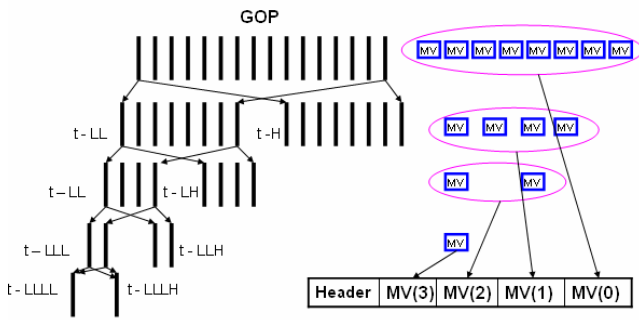 GOP
MV MV MV MV MV MV MV MV
t-LL
t-H
MV MV MV MV
t-LL
t-LH
MV MV
t-LLL
t-LLH
MV
t-LLLL
t-LLLH
Header MV(3) MV(2) MV(1) MV(0)